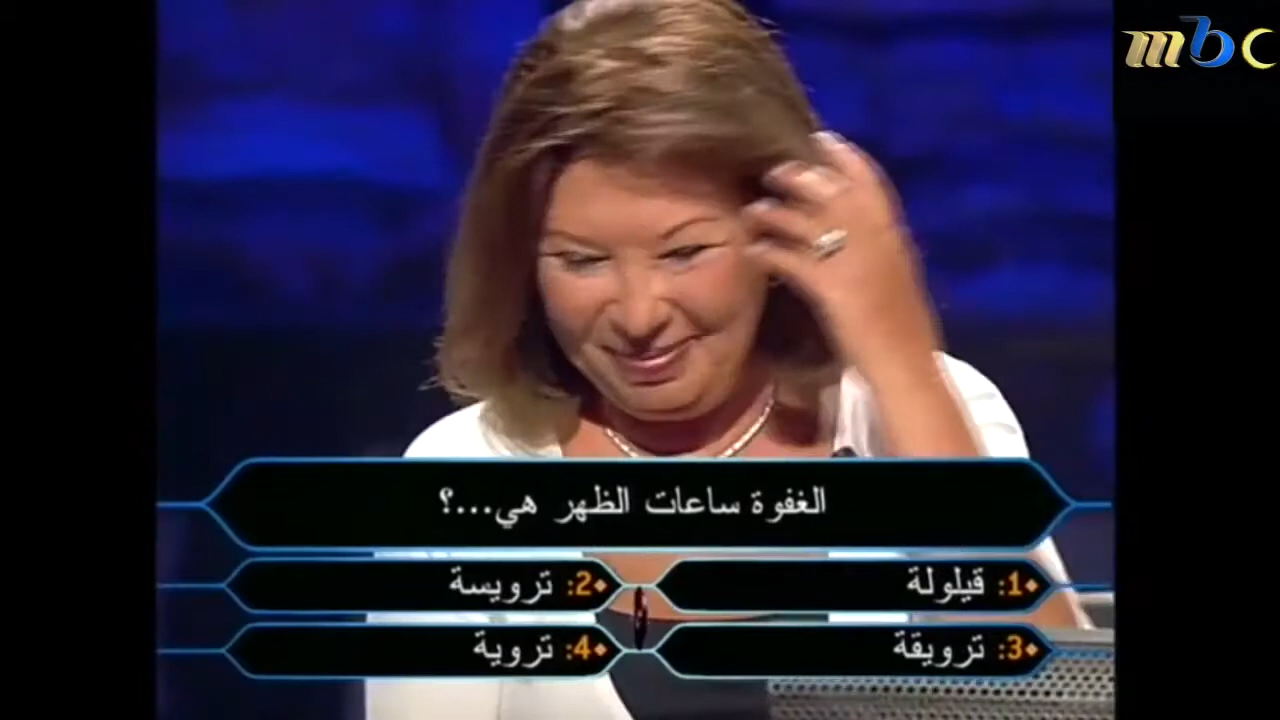 mbc
الغفوة ساعات الظهر هي...؟
1: قيلولة
2: ترويسة
3: ترويقة
4: تروية